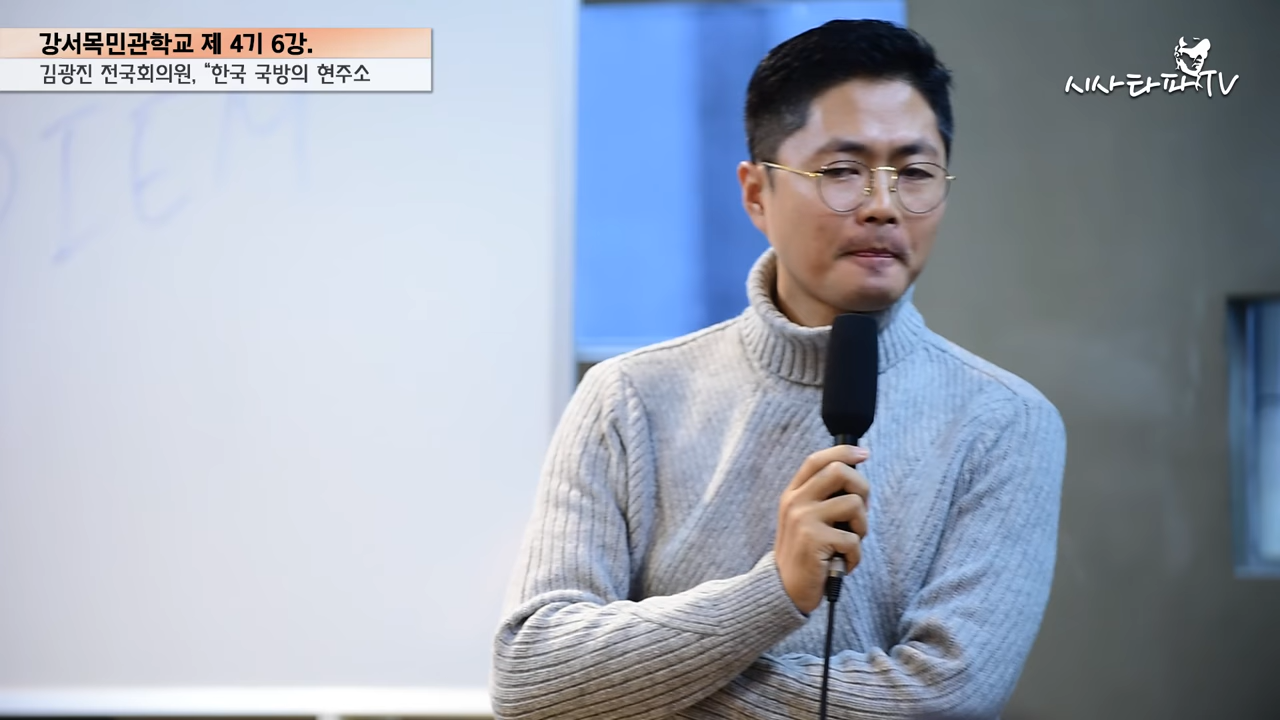 강서목민관학교 제 4기 6강.
김광진 전국회의원, “한국 국방의 현주소
시사타파TV
DIEM